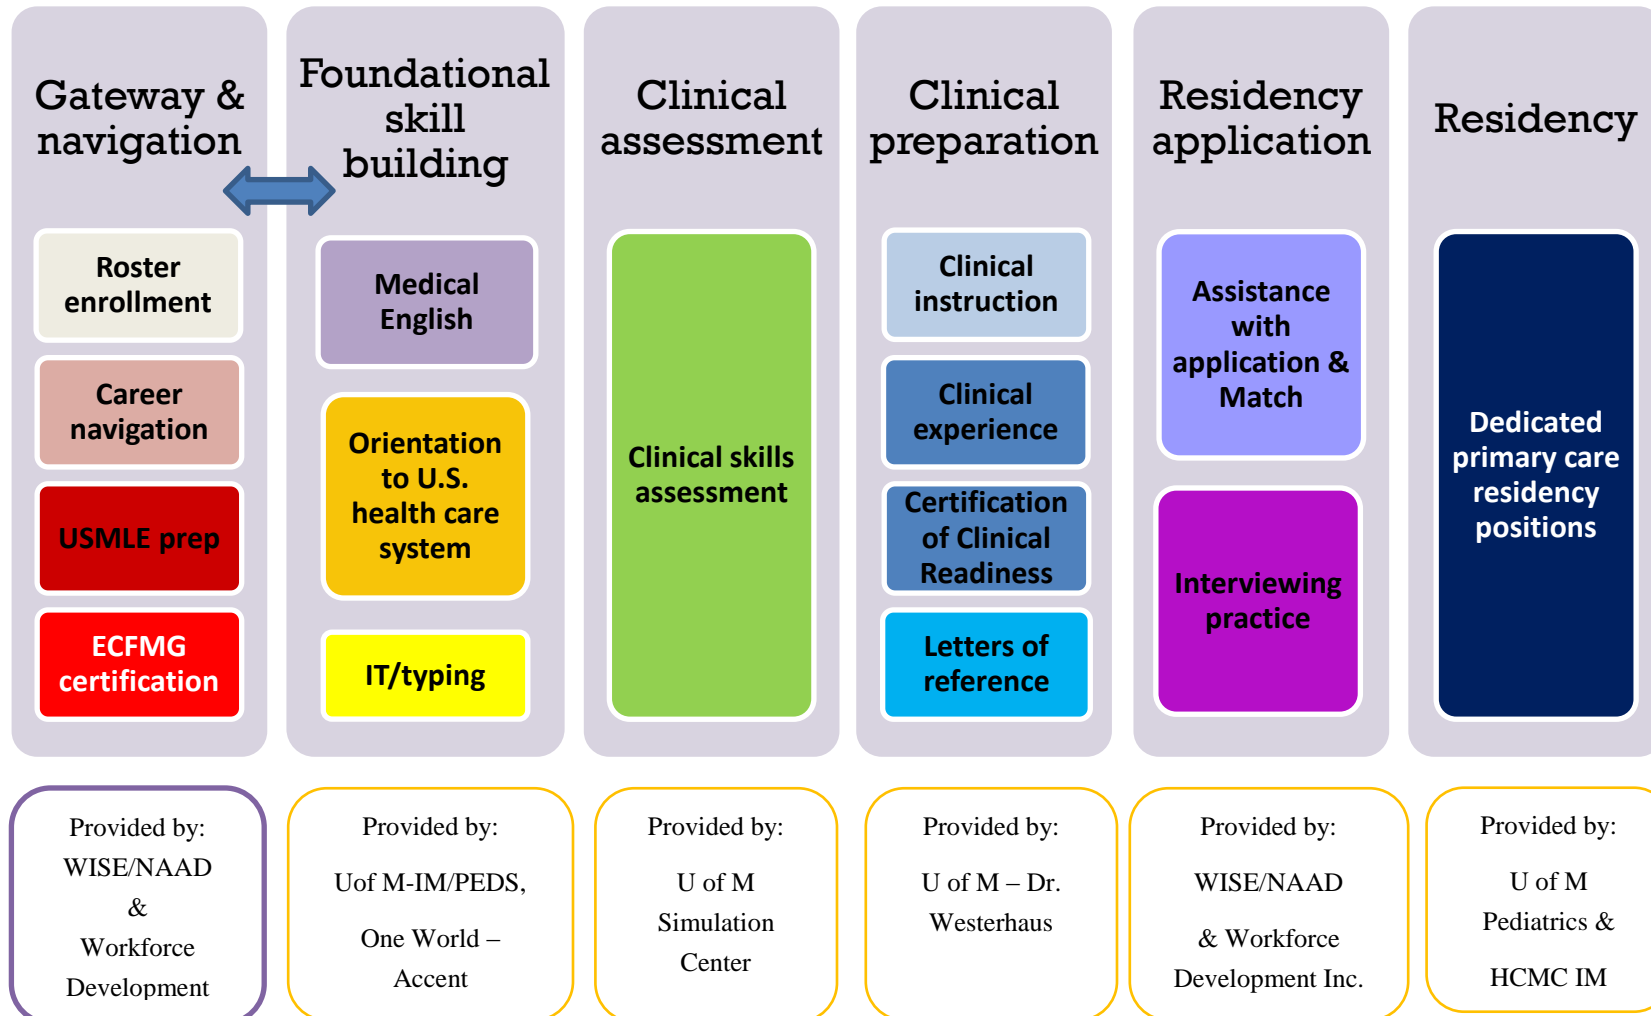 Gateway &
navigation
Roster
enrollment
Career
navigation
USMLE prep
ECFMG
certification
Provided by:
WISE/NAAD
&
Workforce
Development
Foundational
skill
building
Medical
English
Orientation
to U.S.
health care
system
IT/typing
Provided by:
Uof M-IM/PEDS,
One World –
Accent
Clinical
assessment
Clinical skills
assessment
Provided by:
U of M
Simulation
Center
Clinical
preparation
Clinical
instruction
Clinical
experience
Certification
of Clinical
Readiness
Letters of
reference
Provided by:
U of M – Dr.
Westerhaus
Residency
application
Assistance
with
application &
Match
Interviewing
practice
Provided by:
WISE/NAAD
& Workforce
Development Inc.
Residency
Dedicated
primary care
residency
positions
Provided by:
U of M
Pediatrics &
HCMC IM